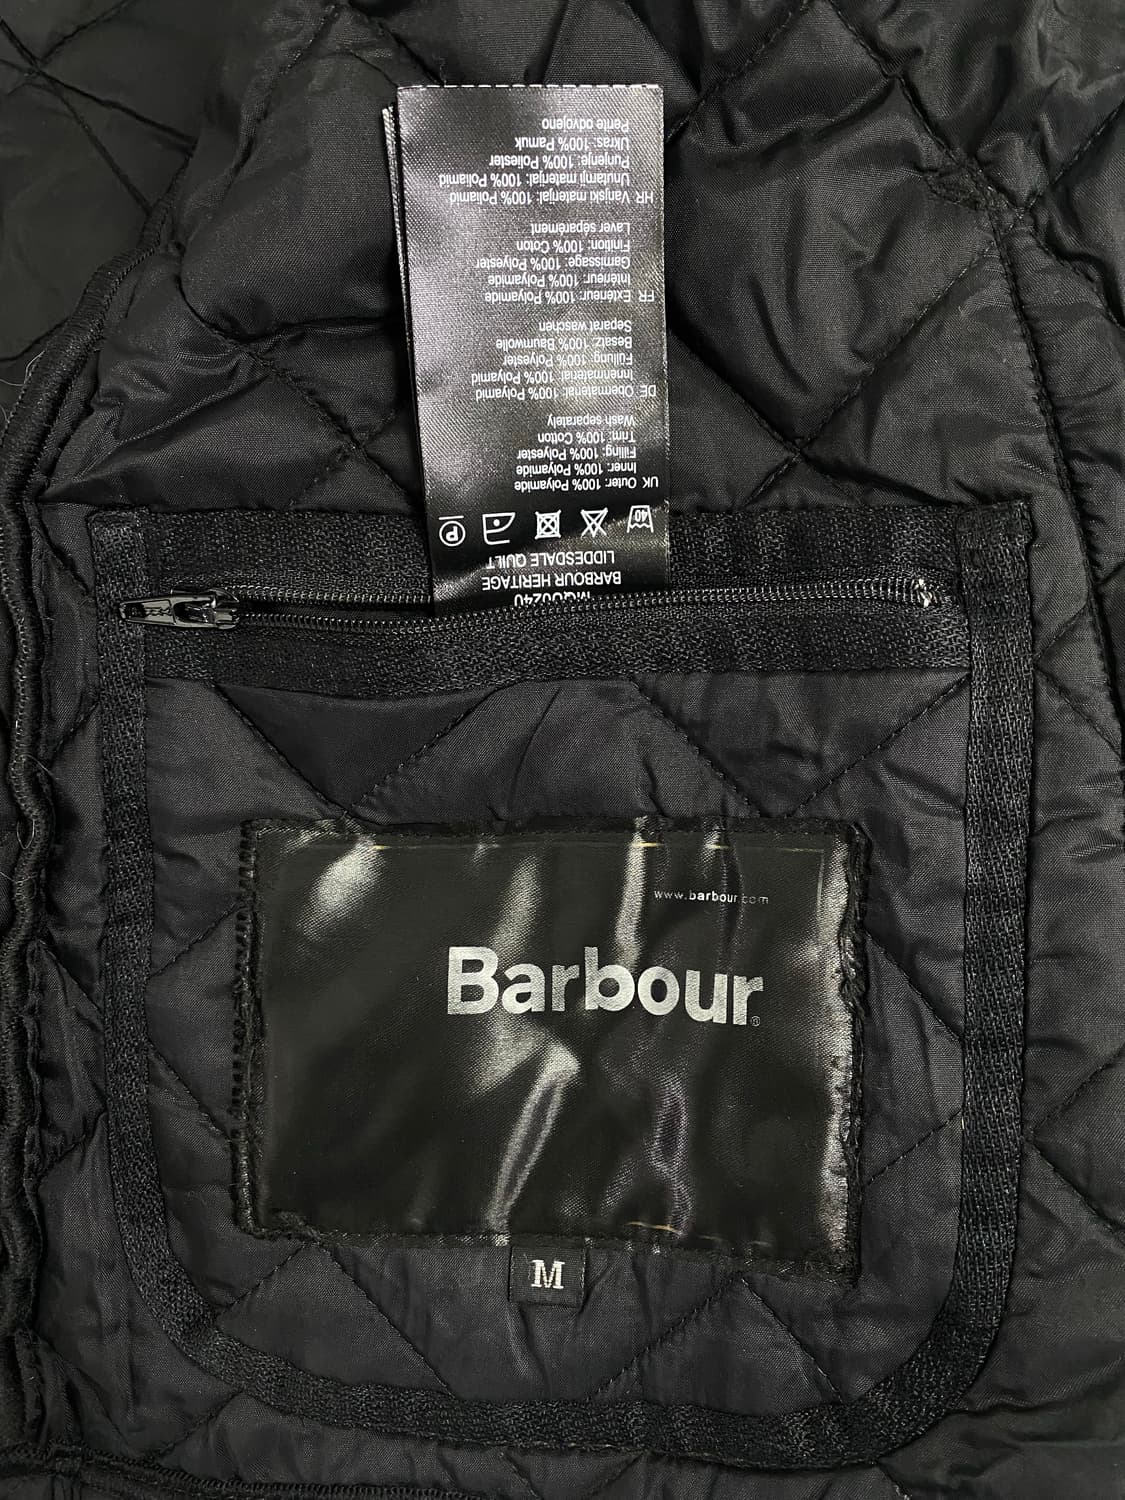 MQU0240
BARBOUR HERITAGE
LIDDESDALE QUILT
40
P
UK Outer: 100% Polyamide
Inner: 100% Polyamide
Filling: 100% Polyester
Trim: 100% Cotton
Wash separately
DE Obermaterial: 100% Polyamid
Innenmaterial: 100% Polyamid
Füllung: 100% Polyester
Besatz: 100% Baumwolle
Separat waschen
FR Extérieur: 100% Polyamide
Intérieur: 100% Polyamide
Garnissage: 100% Polyester
Finition: 100% Coton
Laver séparément
HR Vanjski materijal: 100% Poliamid
Unutarnji materijal: 100% Poliamid
Punjenje: 100% Poliester
Ukras: 100% Pamuk
Perite odvojeno
www.barbour.com
Barbour®
M